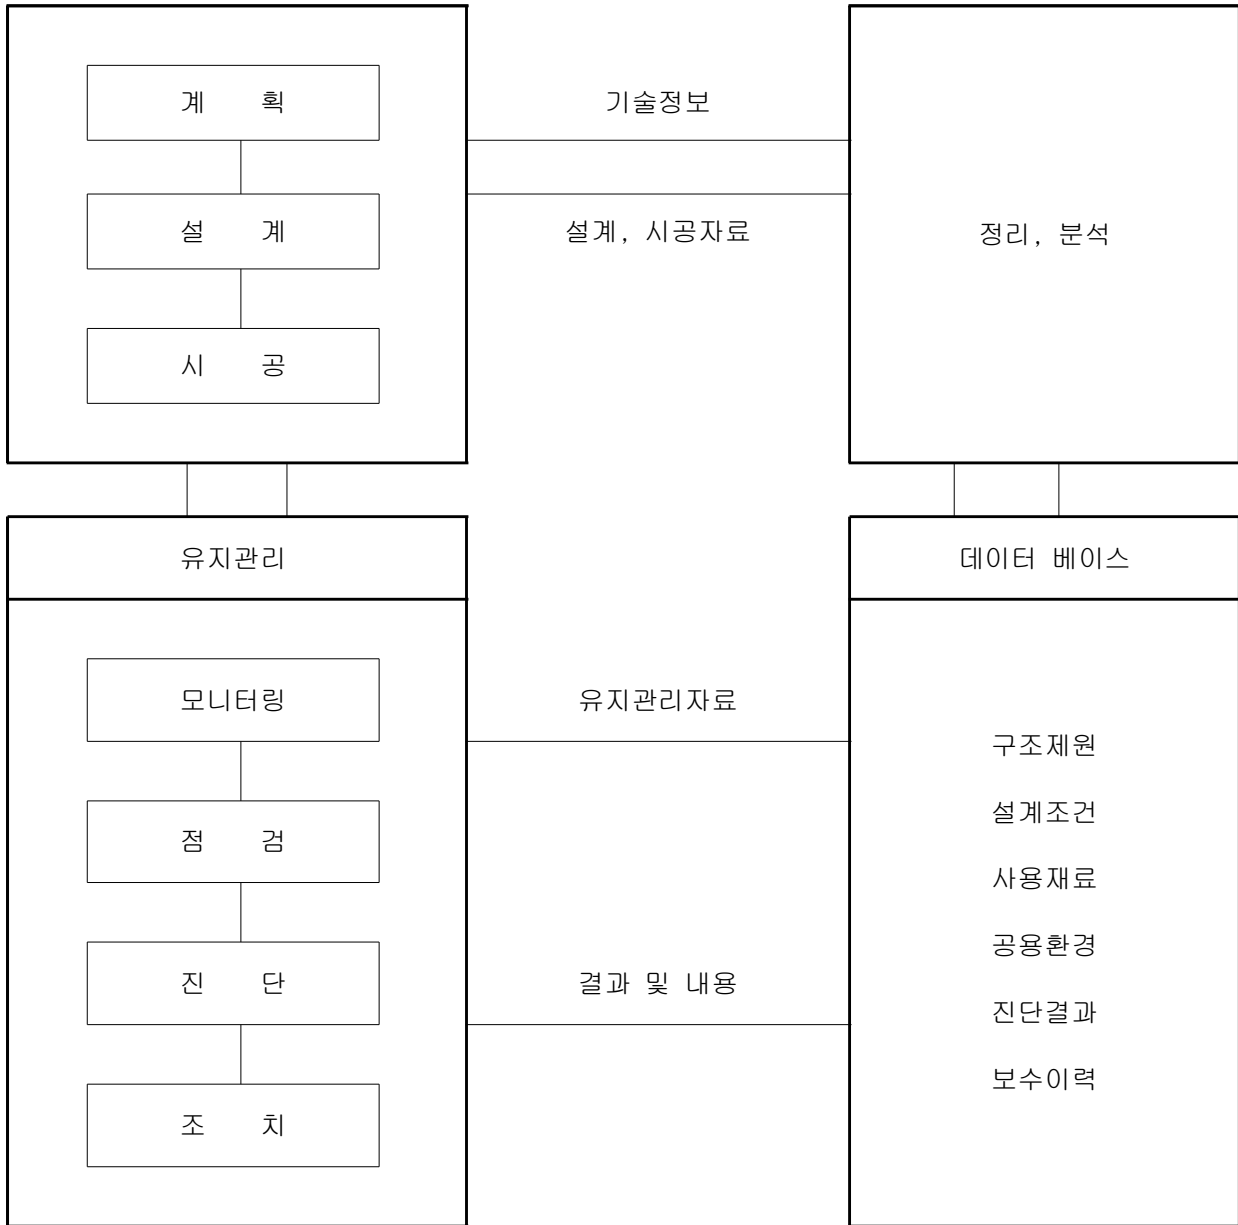 계 획
기술정보
설 계
설계, 시공자료
정리, 분석
시 공
유지관리
데이터 베이스
모니터링
유지관리자료
구조제원
점 검
설계조건
사용재료
공용환경
진 단
결과 및 내용
진단결과
보수이력
조 치